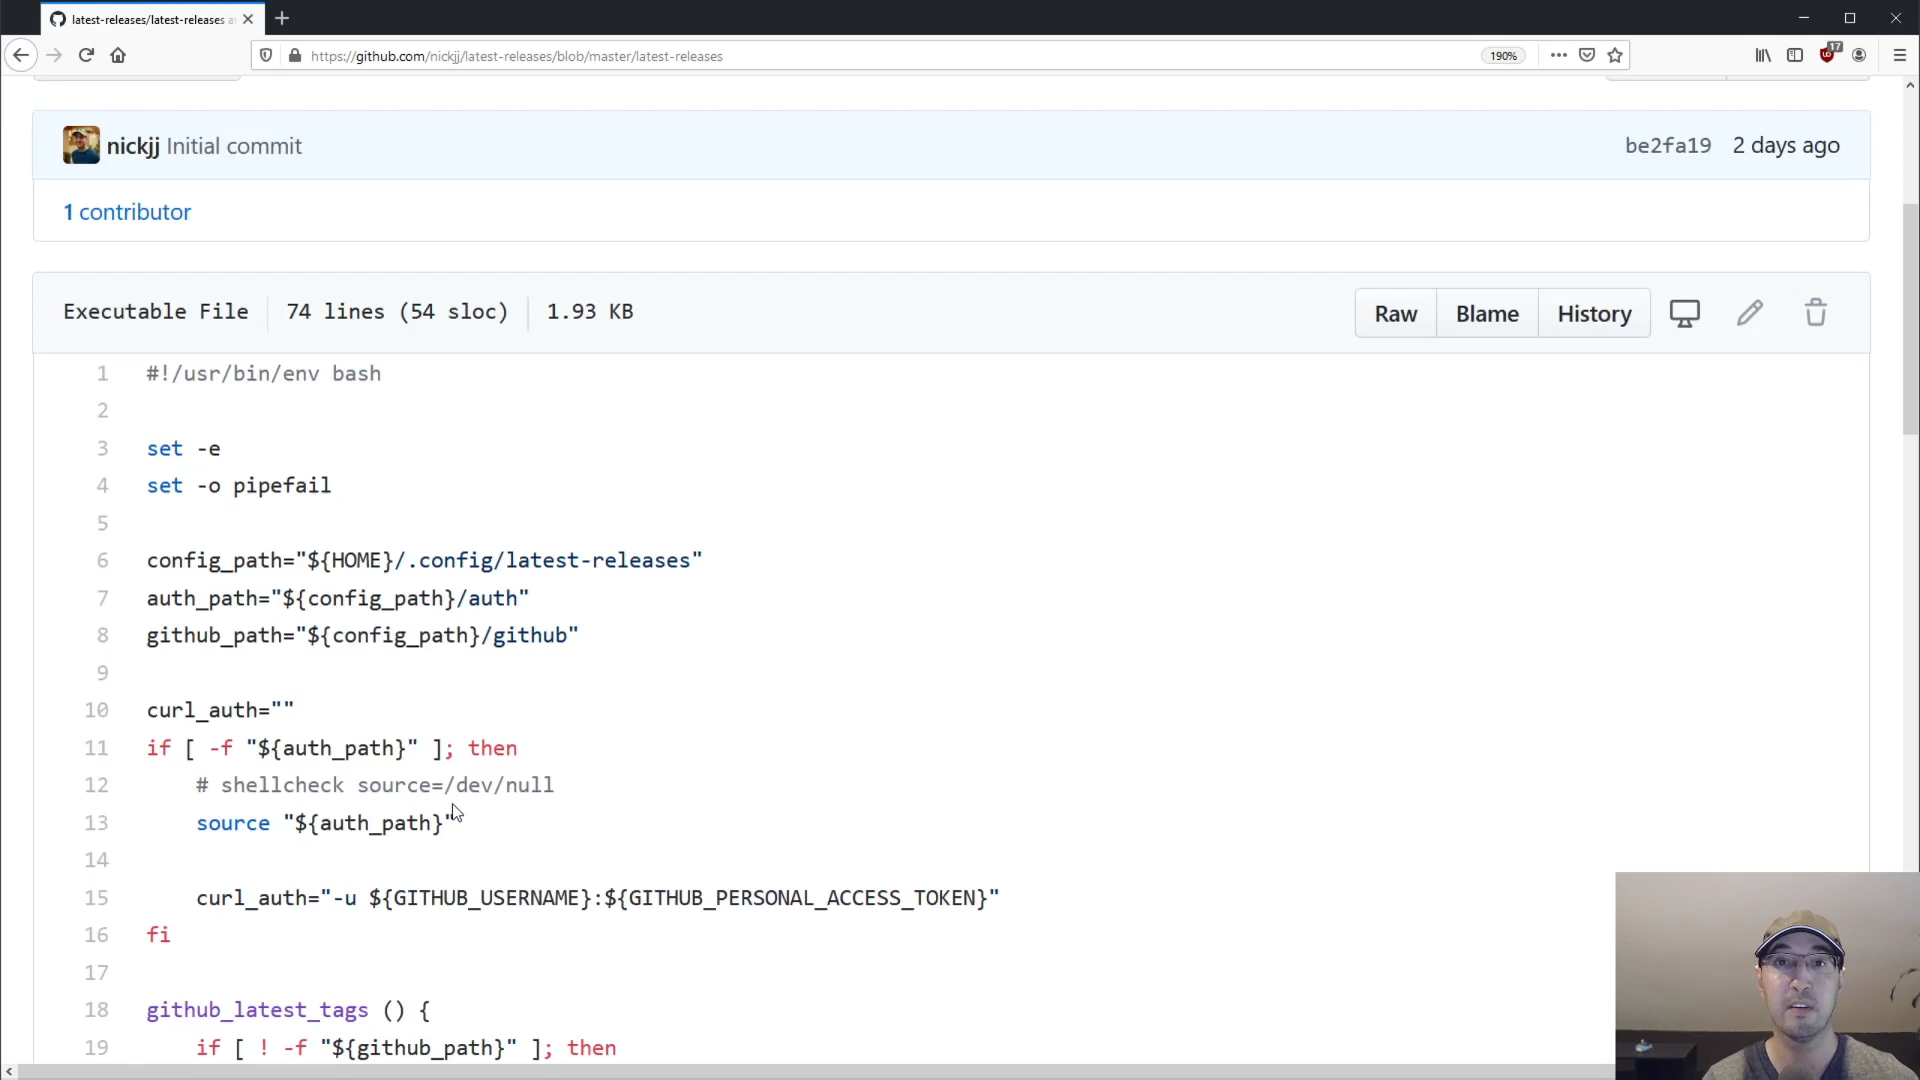 latest-releases/latest-releases a
https://github.com/nickjj/latest-releases/blob/master/latest-releases
190%
17
nickjj Initial commit
be2fa19 2 days ago
1 contributor
Executable File 74 lines (54 sloc) 1.93 KB
Raw Blame History
1 #!/usr/bin/env bash
2
3 set -e
4 set -o pipefail
5
6 config_path="${HOME}/.config/latest-releases"
7 auth_path="${config_path}/auth"
8 github_path="${config_path}/github"
9
10 curl_auth=""
11 if [ -f "${auth_path}" ]; then
12 # shellcheck source=/dev/null
13 source "${auth_path}"
14
15 curl_auth="-u ${GITHUB_USERNAME}:${GITHUB_PERSONAL_ACCESS_TOKEN}"
16 fi
17
18 github_latest_tags () {
19 if [ ! -f "${github_path}" ]; then